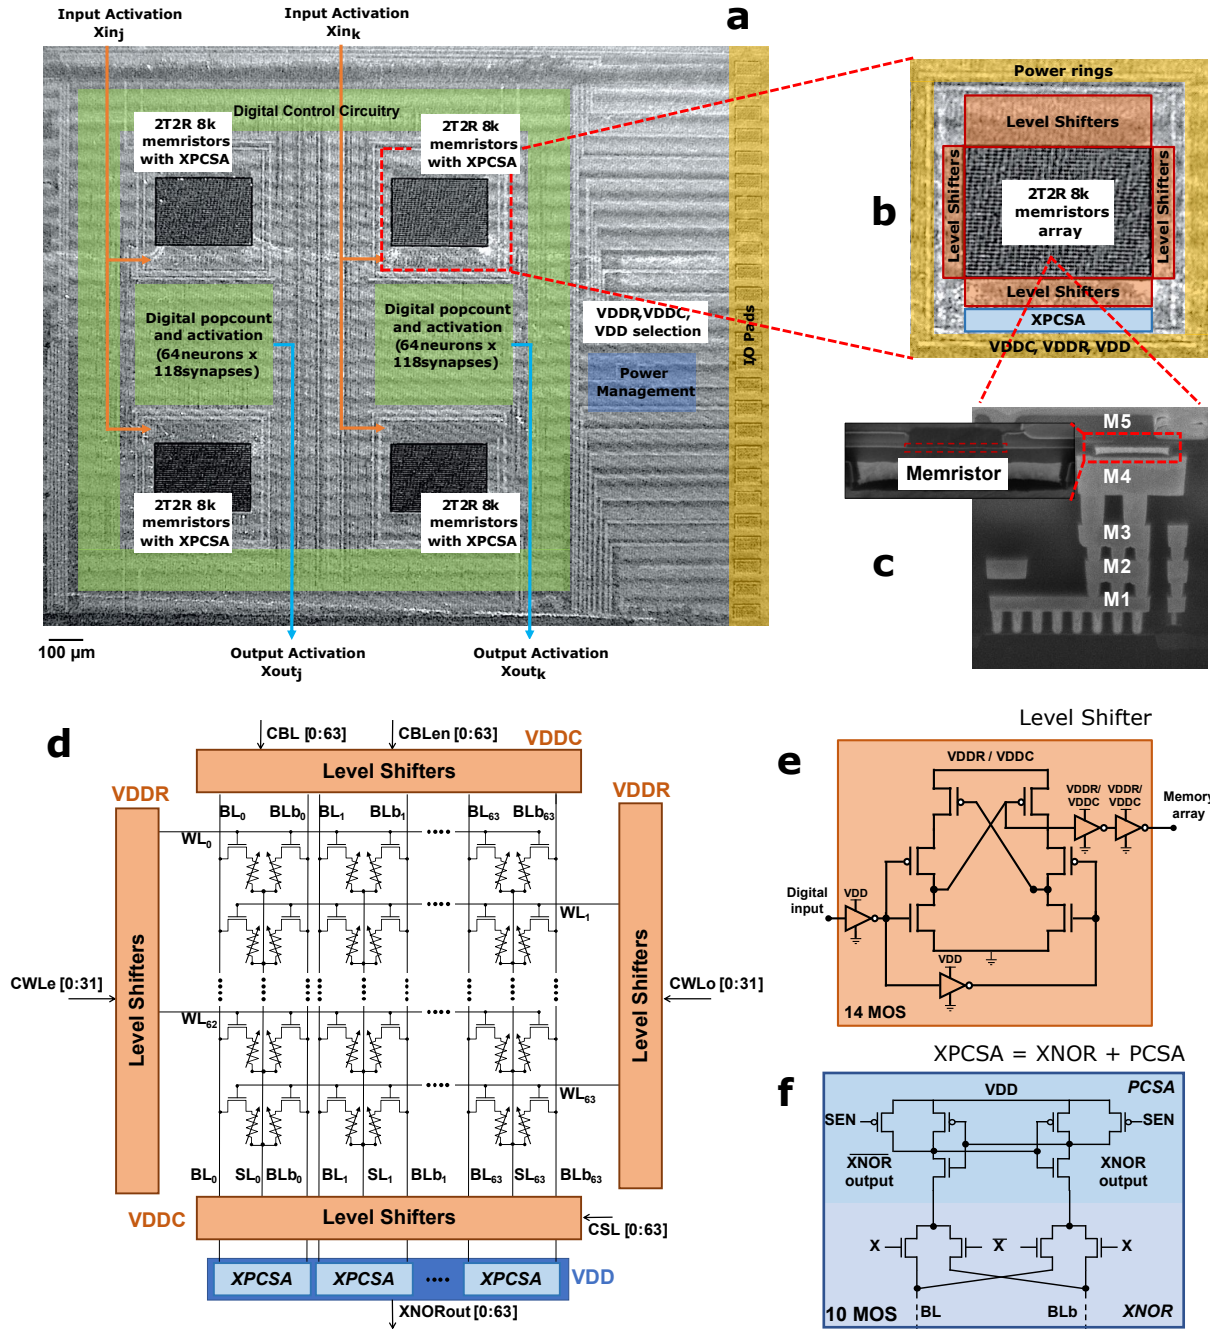 a
Input Activation
Xinj
Input Activation
Xink
Digital Control Circuitry
2T2R 8k
memristors
with XPCSA
2T2R 8k
memristors
with XPCSA
Digital popcount
and activation
(64neurons x
118synapses)
Digital popcount
and activation
(64neurons x
118synapses)
VDDR,VDDC,
VDD selection
Power
Management
I/O Pads
2T2R 8k
memristors
with XPCSA
2T2R 8k
memristors
with XPCSA
100 µm
Output Activation
Xoutj
Output Activation
Xoutk
b
Power rings
Level Shifters
Level Shifters
2T2R 8k
memristors
array
Level Shifters
Level Shifters
XPCSA
VDDC, VDDR, VDD
c
Memristor
M5
M4
M3
M2
M1
d
CBL [0:63]
CBLen [0:63]
VDDC
Level Shifters
VDDR
VDDR
BL0
BLb0
BL1
BLb1
BL63
BLb63
WL0
WL1
Level Shifters
Level Shifters
CWLe [0:31]
CWLo [0:31]
WL62
WL63
BL0
SL0
BLb0
BL1
SL1
BLb1
BL63
SL63
BLb63
VDDC
Level Shifters
CSL [0:63]
XPCSA
XPCSA
XPCSA
VDD
XNORout [0:63]
Level Shifter
e
VDDR / VDDC
VDDR/
VDDC
VDDR/
VDDC
Memory
array
Digital
input
VDD
VDD
14 MOS
XPCSA = XNOR + PCSA
f
VDD
PCSA
SEN
SEN
XNOR
output
XNOR
output
X
X
X
10 MOS
BL
BLb
XNOR